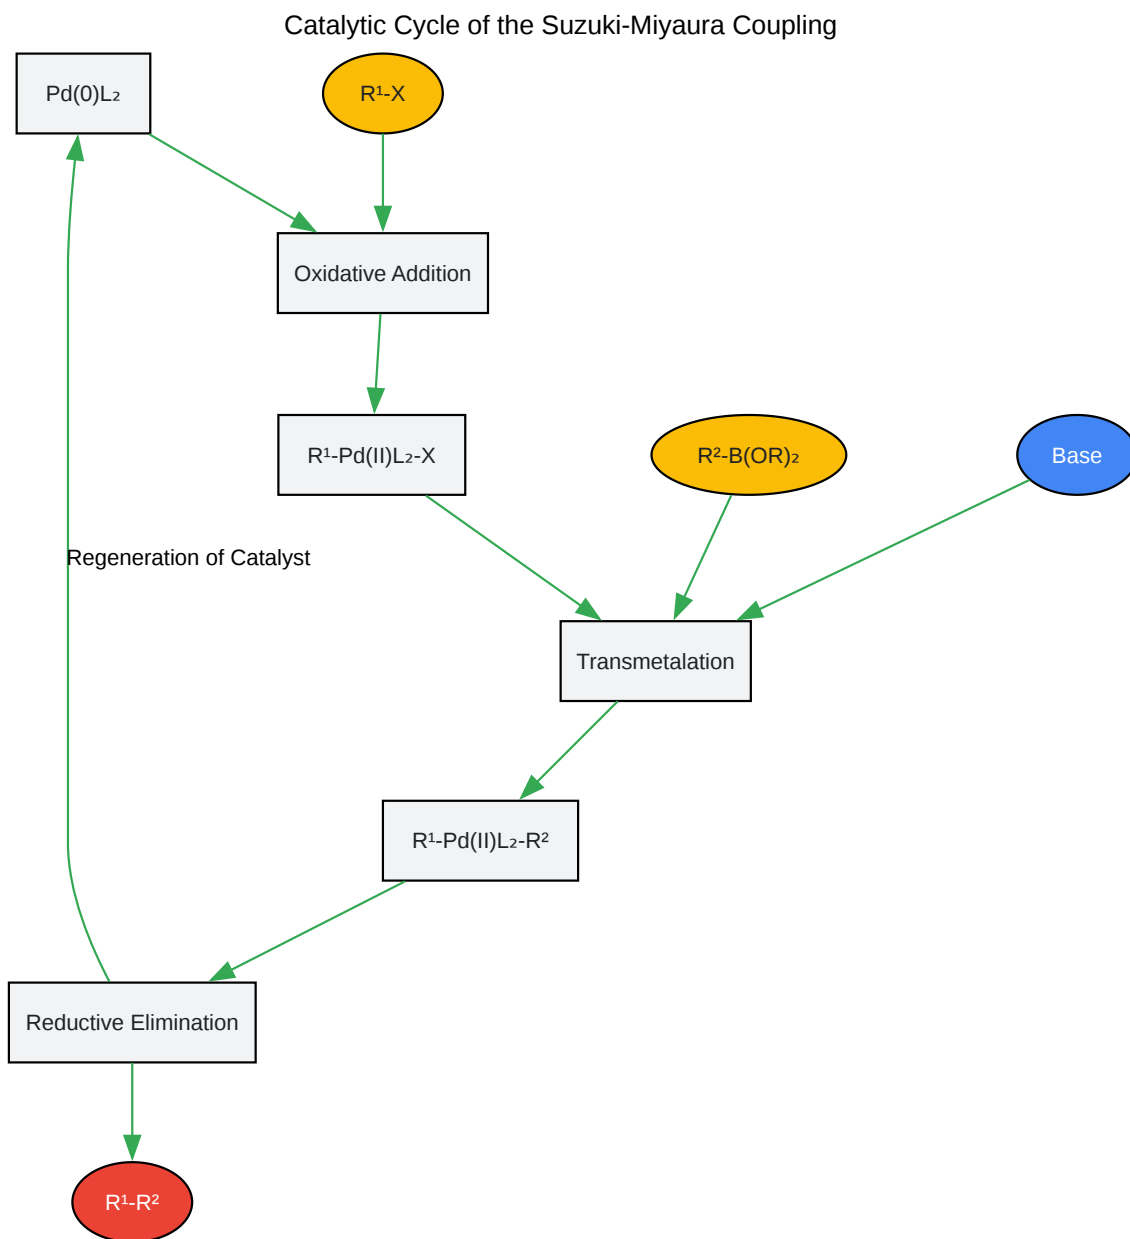 Catalytic Cycle of the Suzuki-Miyaura Coupling
Pd(0)L₂
R¹-X
Oxidative Addition
R¹-Pd(II)L₂-X
R²-B(OR)₂
Base
Regeneration of Catalyst
Transmetalation
R¹-Pd(II)L₂-R²
Reductive Elimination
R¹-R²